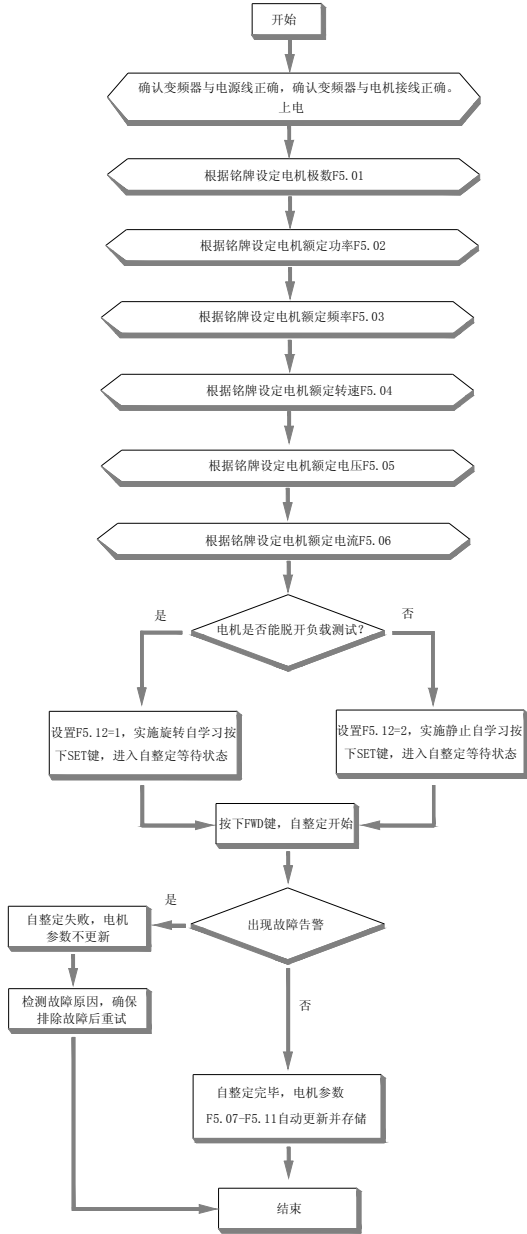 开始
确认变频器与电源线正确，确认变频器与电机接线正确。
上电
根据铭牌设定电机极数F5.01
根据铭牌设定电机额定功率F5.02
根据铭牌设定电机额定频率F5.03
根据铭牌设定电机额定转速F5.04
根据铭牌设定电机额定电压F5.05
根据铭牌设定电机额定电流F5.06
电机是否能脱开负载测试?
是
否
设置F5.12=1，实施旋转自学习按
下SET键，进入自整定等待状态
设置F5.12=2，实施静止自学习按
下SET键，进入自整定等待状态
按下FWD键，自整定开始
出现故障告警
是
自整定失败，电机
参数不更新
检测故障原因，确保
排除故障后重试
否
自整定完毕，电机参数
F5.07-F5.11自动更新并存储
结束